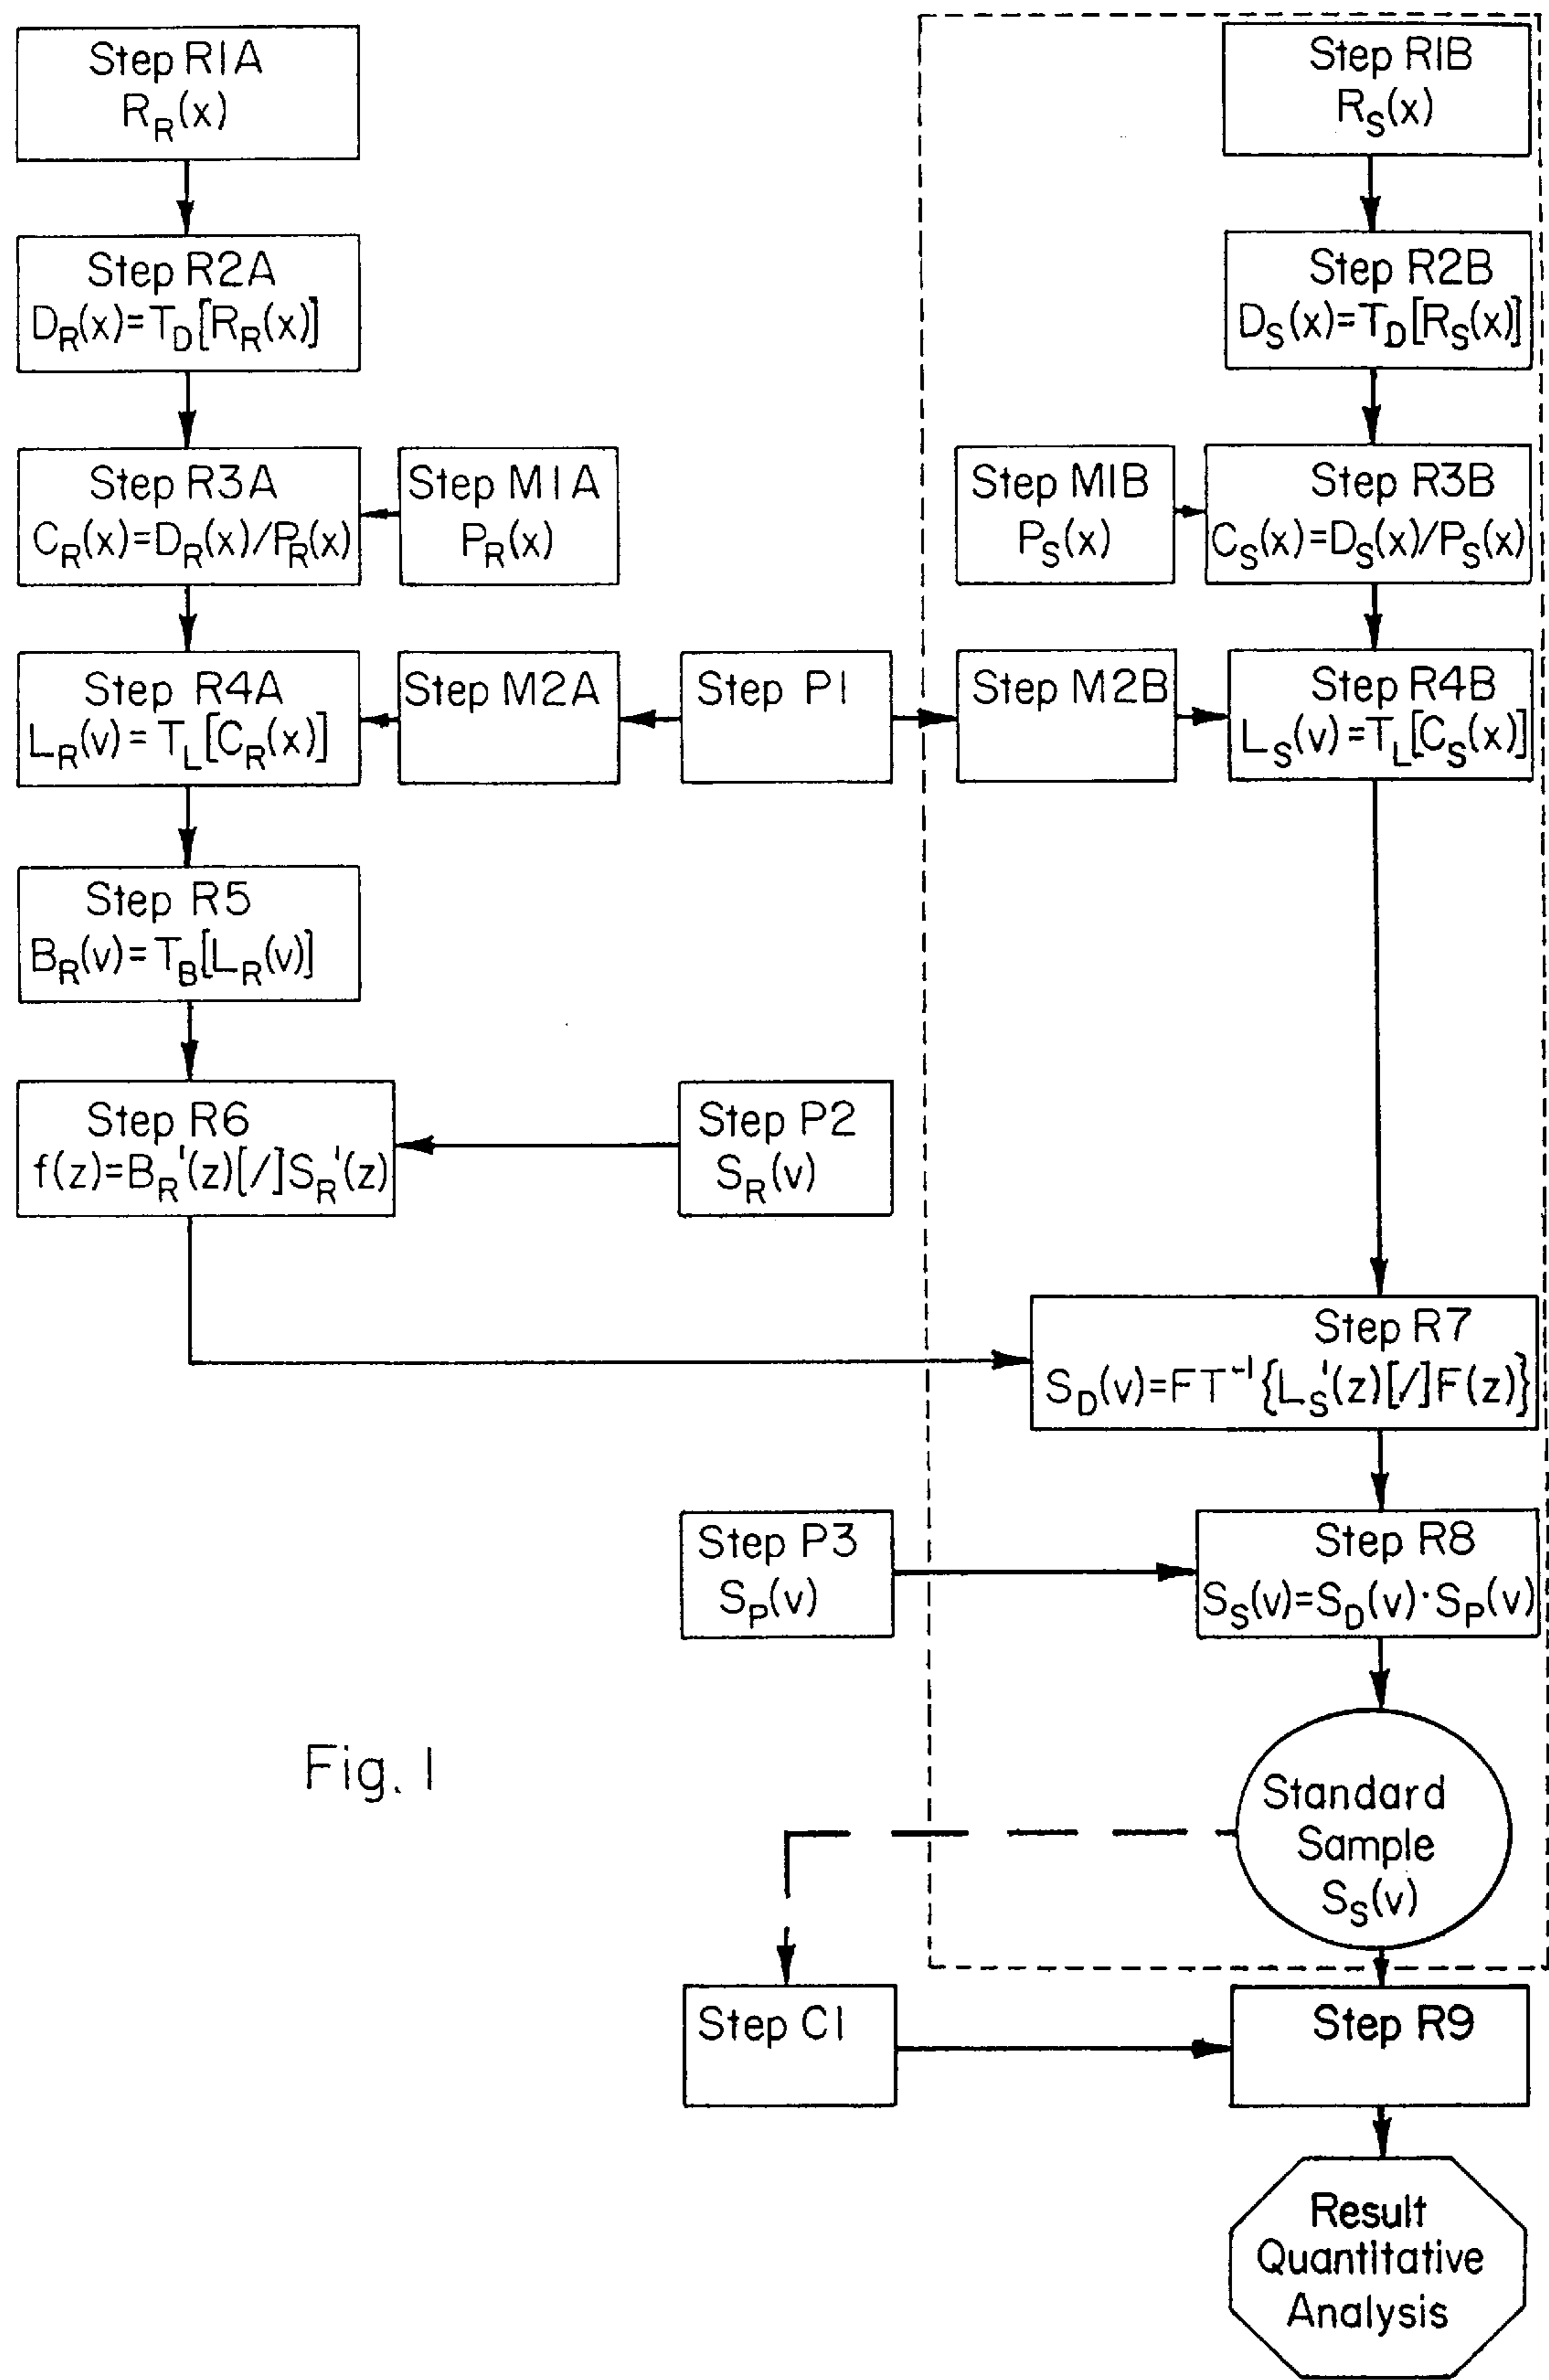 Step R1A
R_R(x)
Step R1B
R_S(x)
Step R2A
D_R(x)=T_D[R_R(x)]
Step R2B
D_S(x)=T_D[R_S(x)]
Step R3A
C_R(x)=D_R(x)/P_R(x)
Step M1A
P_R(x)
Step M1B
P_S(x)
Step R3B
C_S(x)=D_S(x)/P_S(x)
Step R4A
L_R(v)=T_L[C_R(x)]
Step M2A
Step P1
Step M2B
Step R4B
L_S(v)=T_L[C_S(x)]
Step R5
B_R(v)=T_B[L_R(v)]
Step R6
f(z)=B_R'(z)[/]S_R'(z)
Step P2
S_R(v)
Step R7
S_D(v)=FT⁻¹{L_S'(z)[/]F(z)}
Step P3
S_P(v)
Step R8
S_S(v)=S_D(v)·S_P(v)
Fig. 1
Standard
Sample
S_S(v)
Step C1
Step R9
Result
Quantitative
Analysis